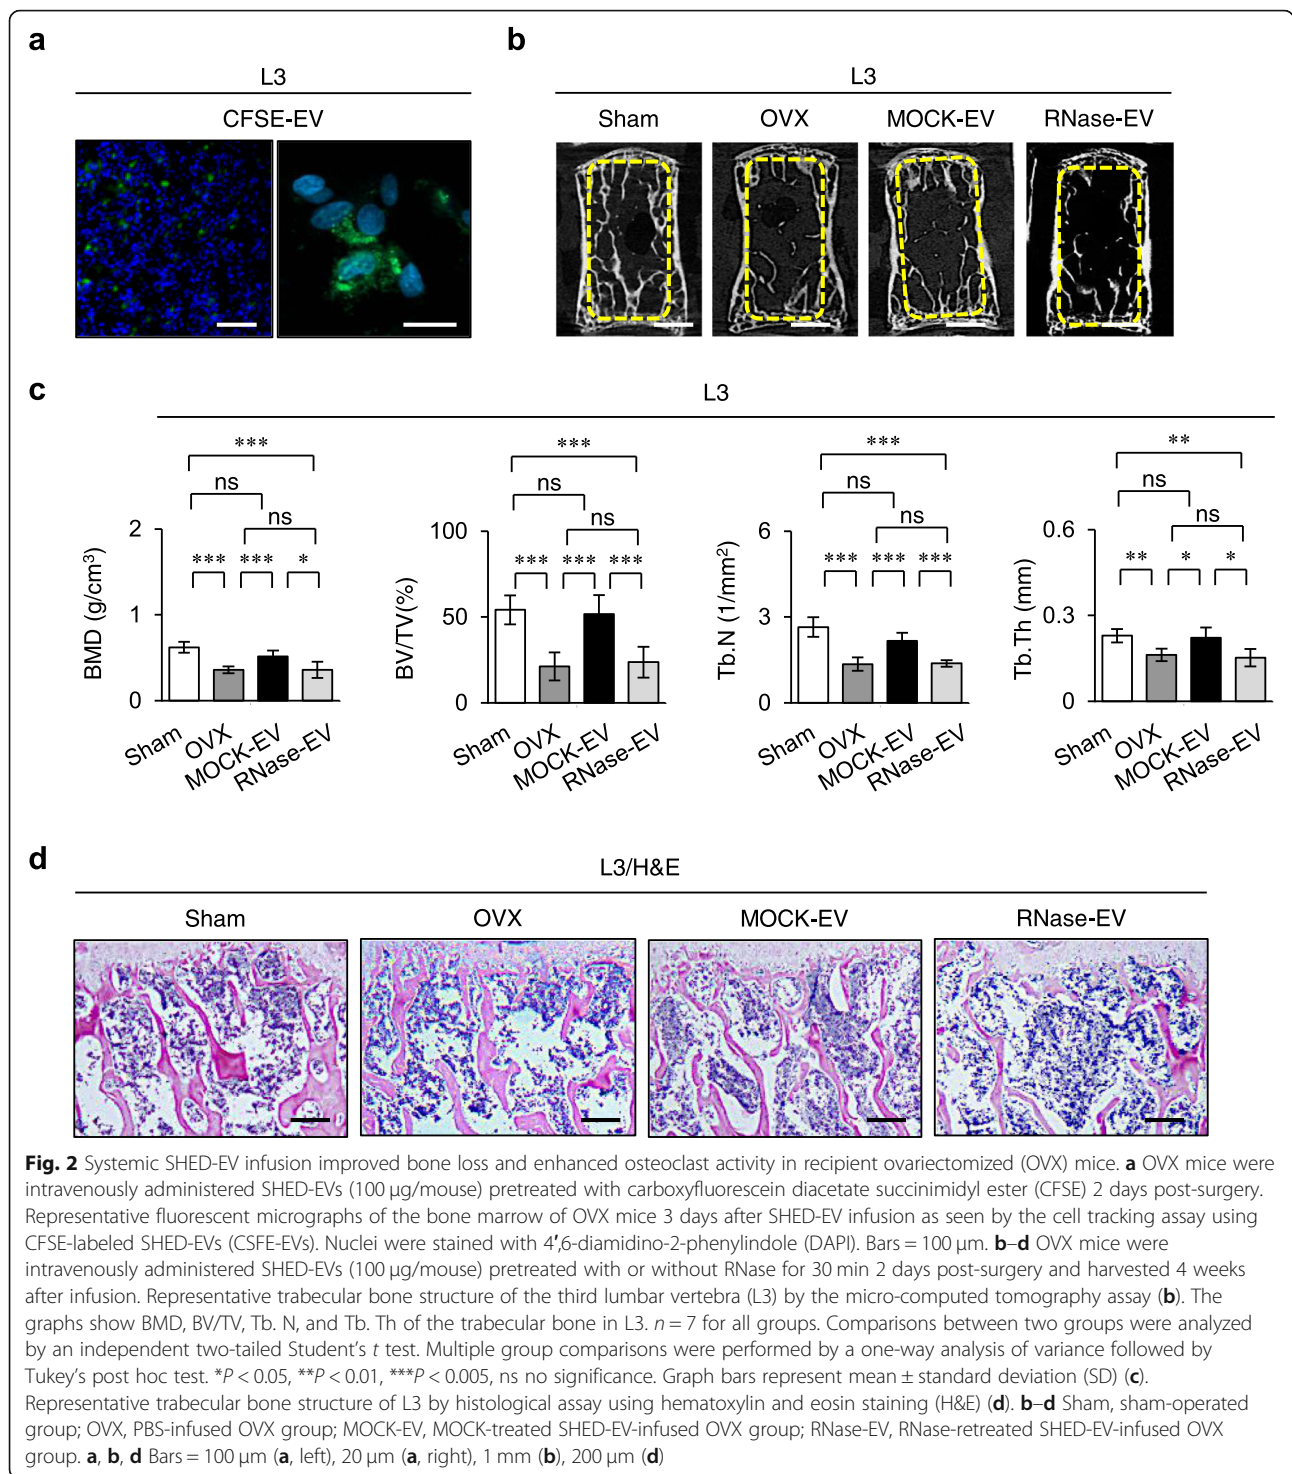 a
L3
CFSE-EV
b
L3
Sham OVX MOCK-EV RNase-EV
c
L3
***
ns
ns
*** *** *
2
1
0
BMD (g/cm³)
Sham
OVX
MOCK-EV
RNase-EV
***
ns
ns
*** *** ***
100
50
0
BV/TV(%)
Sham
OVX
MOCK-EV
RNase-EV
***
ns
ns
*** *** ***
6
3
0
Tb.N (1/mm²)
Sham
OVX
MOCK-EV
RNase-EV
**
ns
ns
** * *
0.6
0.3
0
Tb.Th (mm)
Sham
OVX
MOCK-EV
RNase-EV
d
L3/H&E
Sham OVX MOCK-EV RNase-EV
Fig. 2 Systemic SHED-EV infusion improved bone loss and enhanced osteoclast activity in recipient ovariectomized (OVX) mice. a OVX mice were
intravenously administered SHED-EVs (100 μg/mouse) pretreated with carboxyfluorescein diacetate succinimidyl ester (CFSE) 2 days post-surgery.
Representative fluorescent micrographs of the bone marrow of OVX mice 3 days after SHED-EV infusion as seen by the cell tracking assay using
CFSE-labeled SHED-EVs (CSFE-EVs). Nuclei were stained with 4′,6-diamidino-2-phenylindole (DAPI). Bars = 100 μm. b–d OVX mice were
intravenously administered SHED-EVs (100 μg/mouse) pretreated with or without RNase for 30 min 2 days post-surgery and harvested 4 weeks
after infusion. Representative trabecular bone structure of the third lumbar vertebra (L3) by the micro-computed tomography assay (b). The
graphs show BMD, BV/TV, Tb. N, and Tb. Th of the trabecular bone in L3. n = 7 for all groups. Comparisons between two groups were analyzed
by an independent two-tailed Student's t test. Multiple group comparisons were performed by a one-way analysis of variance followed by
Tukey's post hoc test. *P < 0.05, **P < 0.01, ***P < 0.005, ns no significance. Graph bars represent mean ± standard deviation (SD) (c).
Representative trabecular bone structure of L3 by histological assay using hematoxylin and eosin staining (H&E) (d). b–d Sham, sham-operated
group; OVX, PBS-infused OVX group; MOCK-EV, MOCK-treated SHED-EV-infused OVX group; RNase-EV, RNase-retreated SHED-EV-infused OVX
group. a, b, d Bars = 100 μm (a, left), 20 μm (a, right), 1 mm (b), 200 μm (d)